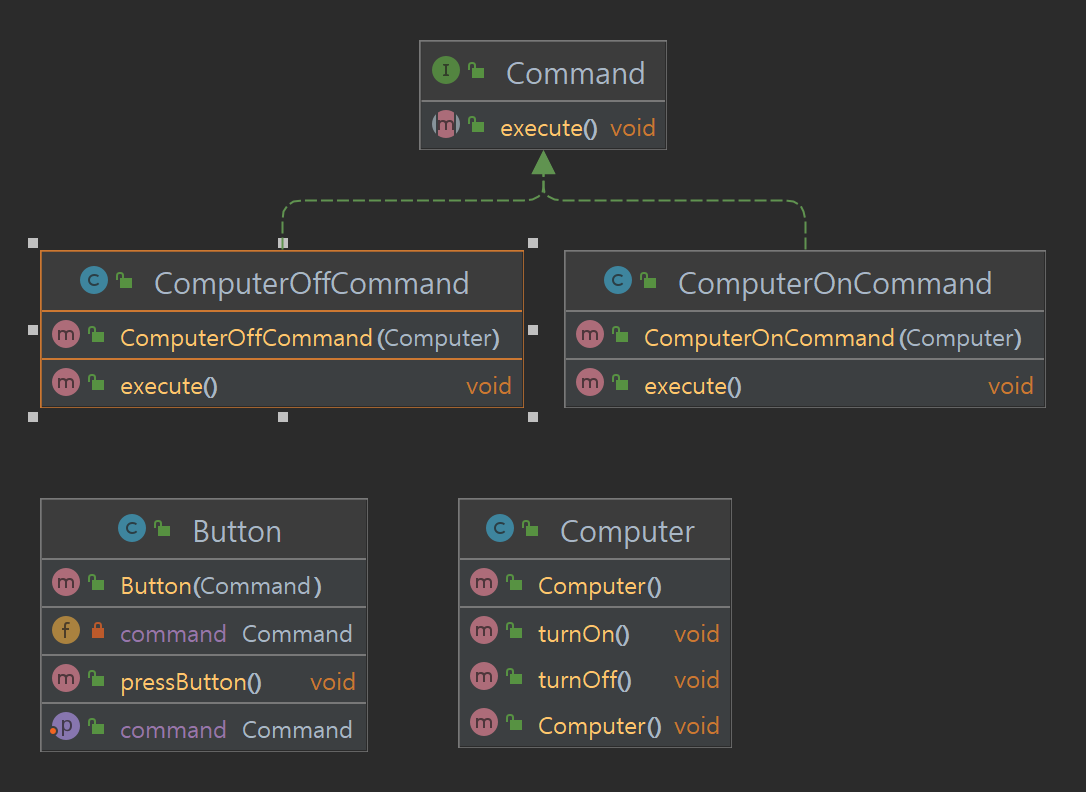 I Command
m execute() void
C ComputerOffCommand
m ComputerOffCommand(Computer)
m execute() void
C ComputerOnCommand
m ComputerOnCommand(Computer)
m execute() void
C Button
m Button(Command)
f command Command
m pressButton() void
p command Command
C Computer
m Computer()
m turnOn() void
m turnOff() void
m Computer() void